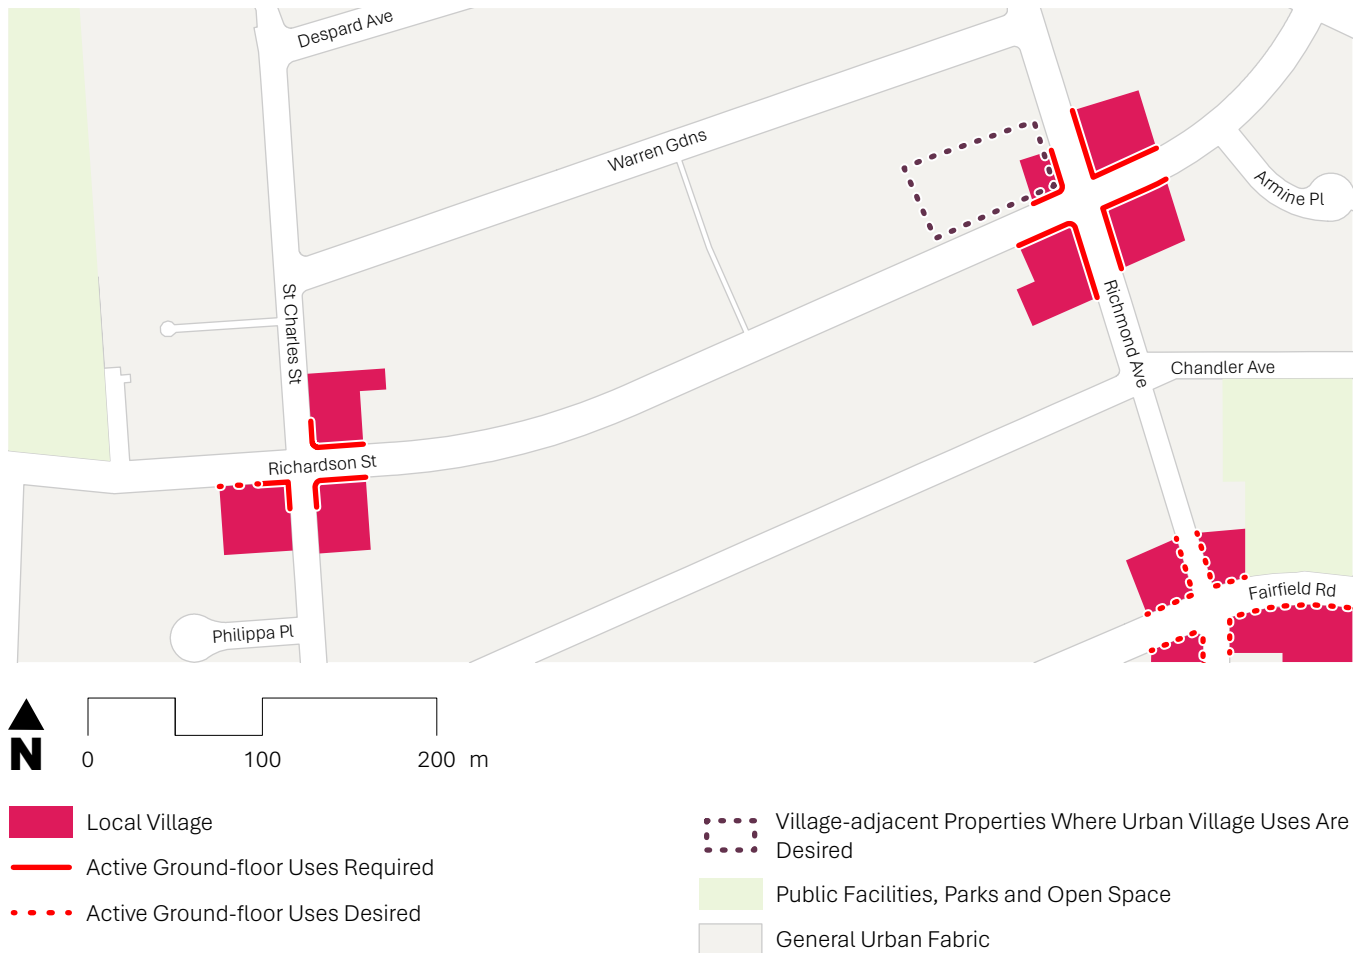 Despard Ave
Warren Gdns
Armine Pl
St Charles St
Richmond Ave
Chandler Ave
Richardson St
Fairfield Rd
Philippa Pl
N
0 100 200 m
Local Village
Active Ground-floor Uses Required
Active Ground-floor Uses Desired
Village-adjacent Properties Where Urban Village Uses Are
Desired
Public Facilities, Parks and Open Space
General Urban Fabric